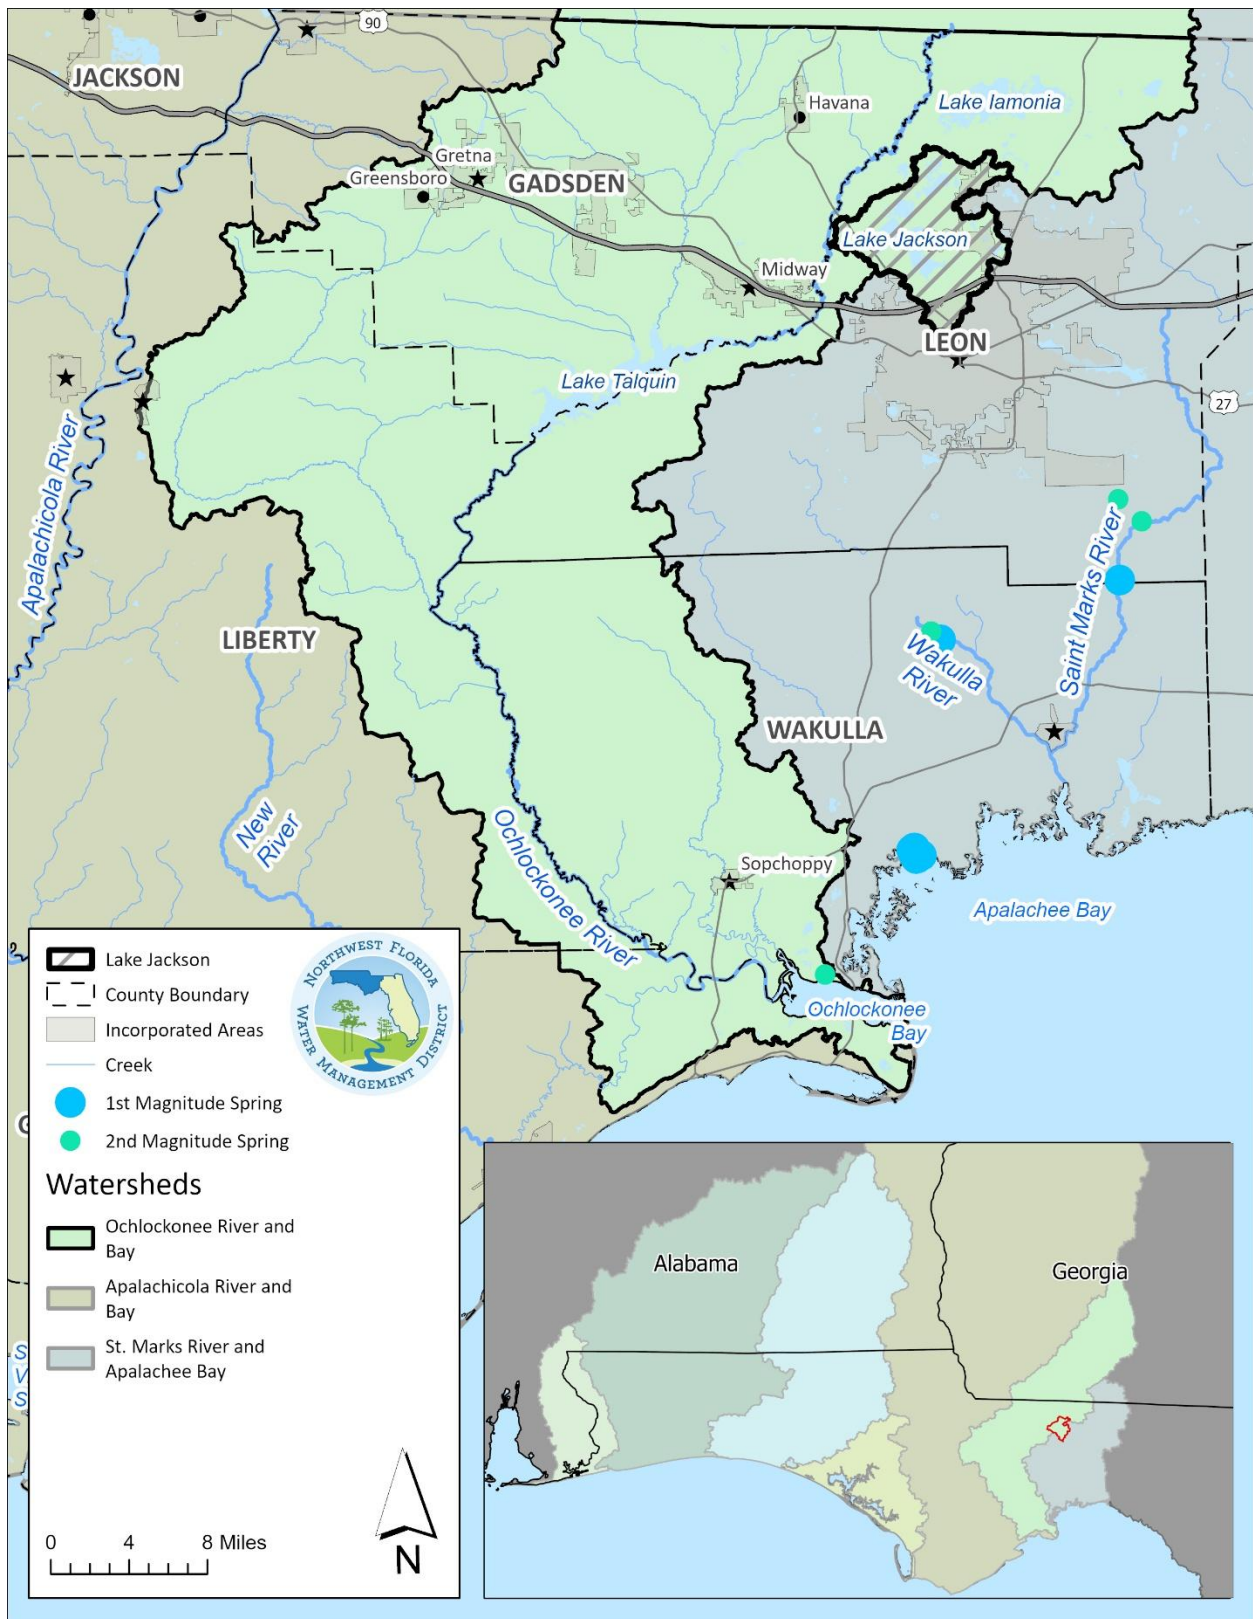 90
JACKSON
Havana
Lake Iamonia
Gretna
Greensboro
GADSDEN
Lake Jackson
Midway
LEON
Lake Talquin
27
Apalachicola River
Saint Marks River
LIBERTY
Wakulla
River
WAKULLA
New
River
Ochlockonee River
Sopchoppy
Apalachee Bay
Ochlockonee
Bay
Lake Jackson
County Boundary
Incorporated Areas
Creek
1st Magnitude Spring
2nd Magnitude Spring
NORTHWEST FLORIDA
WATER MANAGEMENT DISTRICT
G
Watersheds
Ochlockonee River and
Bay
Apalachicola River and
Bay
St. Marks River and
Apalachee Bay
S
V
S
0 4 8 Miles
N
Alabama
Georgia